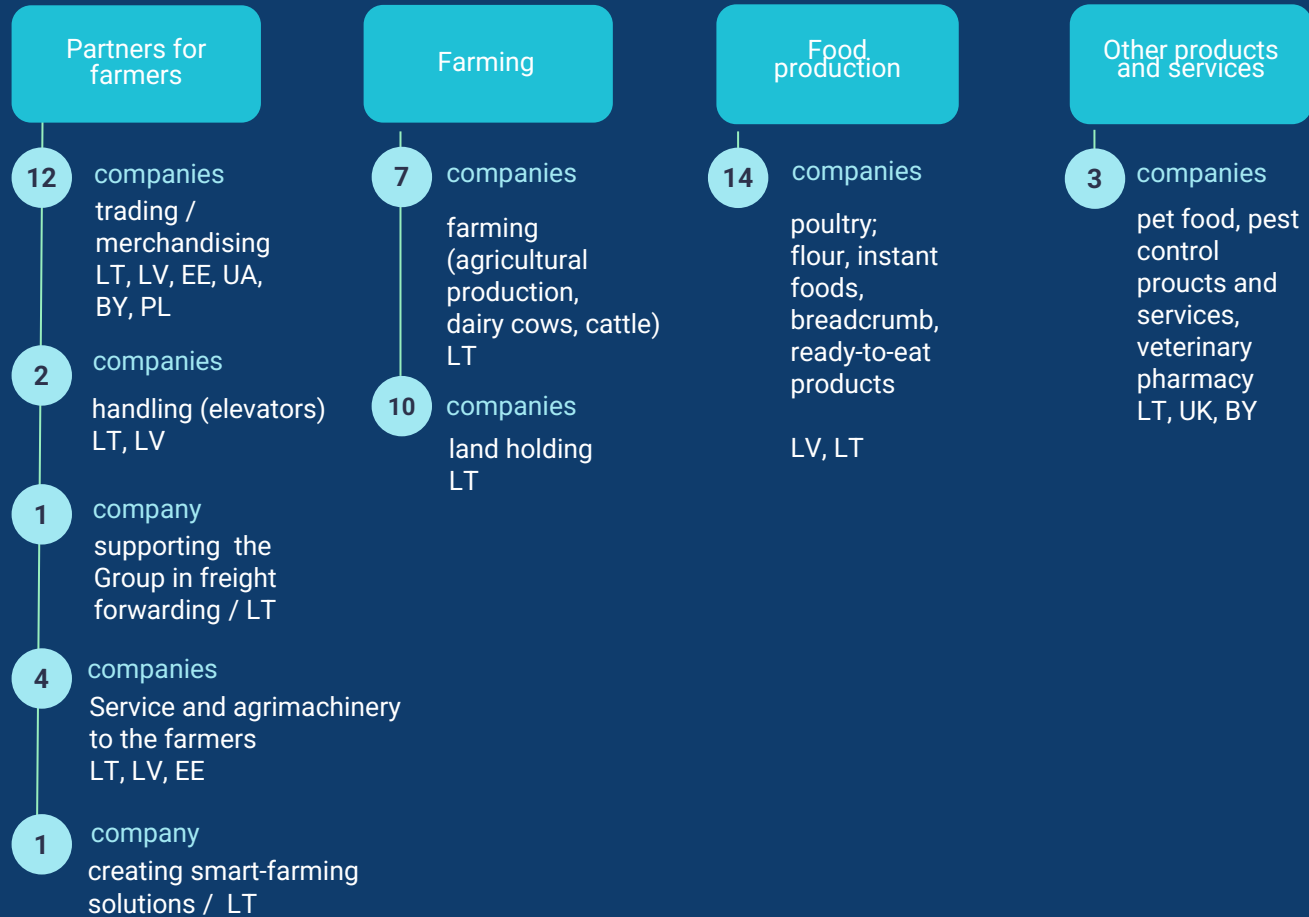 Partners for
farmers
12
companies
trading /
merchandising
LT, LV, EE, UA,
BY, PL
2
companies
handling (elevators)
LT, LV
1
company
supporting the
Group in freight
forwarding / LT
4
companies
Service and agrimachinery
to the farmers
LT, LV, EE
1
company
creating smart-farming
solutions / LT
Farming
7
companies
farming
(agricultural
production,
dairy cows, cattle)
LT
10
companies
land holding
LT
Food
production
14
companies
poultry;
flour, instant
foods,
breadcrumb,
ready-to-eat
products
LV, LT
Other products
and services
3
companies
pet food, pest
control
proucts and
services,
veterinary
pharmacy
LT, UK, BY